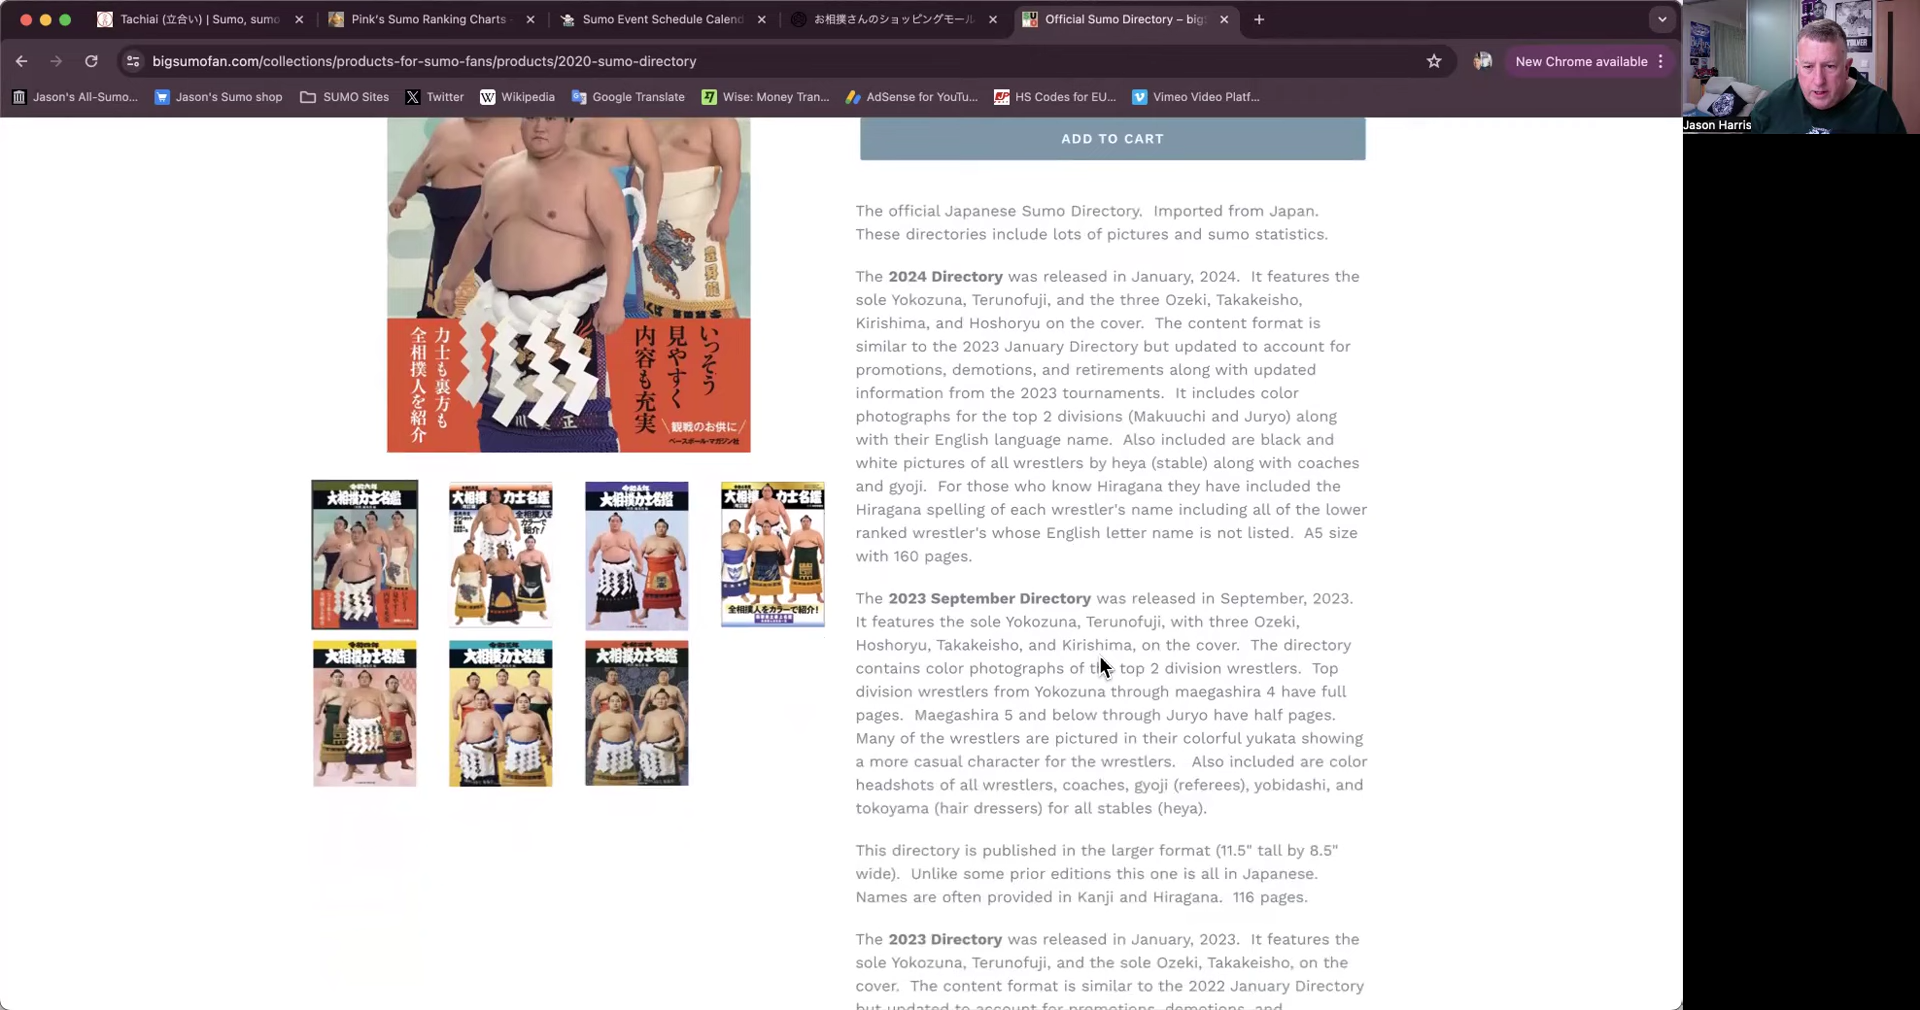 Tachiai (立合い) | Sumo, sumo
Pink's Sumo Ranking Charts
Sumo Event Schedule Calend
お相撲さんのショッピングモール
Official Sumo Directory – big
bigsumofan.com/collections/products-for-sumo-fans/products/2020-sumo-directory
New Chrome available
Jason's All-Sumo...
Jason's Sumo shop
SUMO Sites
Twitter
Wikipedia
Google Translate
Wise: Money Tran...
AdSense for YouTu...
HS Codes for EU...
Vimeo Video Platf...
Jason Harris
いっそう
見やすく
内容も充実
力士も裏方も
全相撲人を紹介
観戦のお供に
ベースボール・マガジン社
大相撲力士名鑑
大相撲力士名鑑
全相撲人を
カラーで紹介!
大相撲力士名鑑
大相撲力士名鑑
全相撲人をカラーで紹介!
大相撲力士名鑑
大相撲力士名鑑
大相撲力士名鑑
ADD TO CART
The official Japanese Sumo Directory. Imported from Japan.
These directories include lots of pictures and sumo statistics.
The 2024 Directory was released in January, 2024. It features the
sole Yokozuna, Terunofuji, and the three Ozeki, Takakeisho,
Kirishima, and Hoshoryu on the cover. The content format is
similar to the 2023 January Directory but updated to account for
promotions, demotions, and retirements along with updated
information from the 2023 tournaments. It includes color
photographs for the top 2 divisions (Makuuchi and Juryo) along
with their English language name. Also included are black and
white pictures of all wrestlers by heya (stable) along with coaches
and gyoji. For those who know Hiragana they have included the
Hiragana spelling of each wrestler's name including all of the lower
ranked wrestler's whose English letter name is not listed. A5 size
with 160 pages.
The 2023 September Directory was released in September, 2023.
It features the sole Yokozuna, Terunofuji, with three Ozeki,
Hoshoryu, Takakeisho, and Kirishima, on the cover. The directory
contains color photographs of the top 2 division wrestlers. Top
division wrestlers from Yokozuna through maegashira 4 have full
pages. Maegashira 5 and below through Juryo have half pages.
Many of the wrestlers are pictured in their colorful yukata showing
a more casual character for the wrestlers. Also included are color
headshots of all wrestlers, coaches, gyoji (referees), yobidashi, and
tokoyama (hair dressers) for all stables (heya).
This directory is published in the larger format (11.5" tall by 8.5"
wide). Unlike some prior editions this one is all in Japanese.
Names are often provided in Kanji and Hiragana. 116 pages.
The 2023 Directory was released in January, 2023. It features the
sole Yokozuna, Terunofuji, and the sole Ozeki, Takakeisho, on the
cover. The content format is similar to the 2022 January Directory
but updated to account for promotions, demotions, and